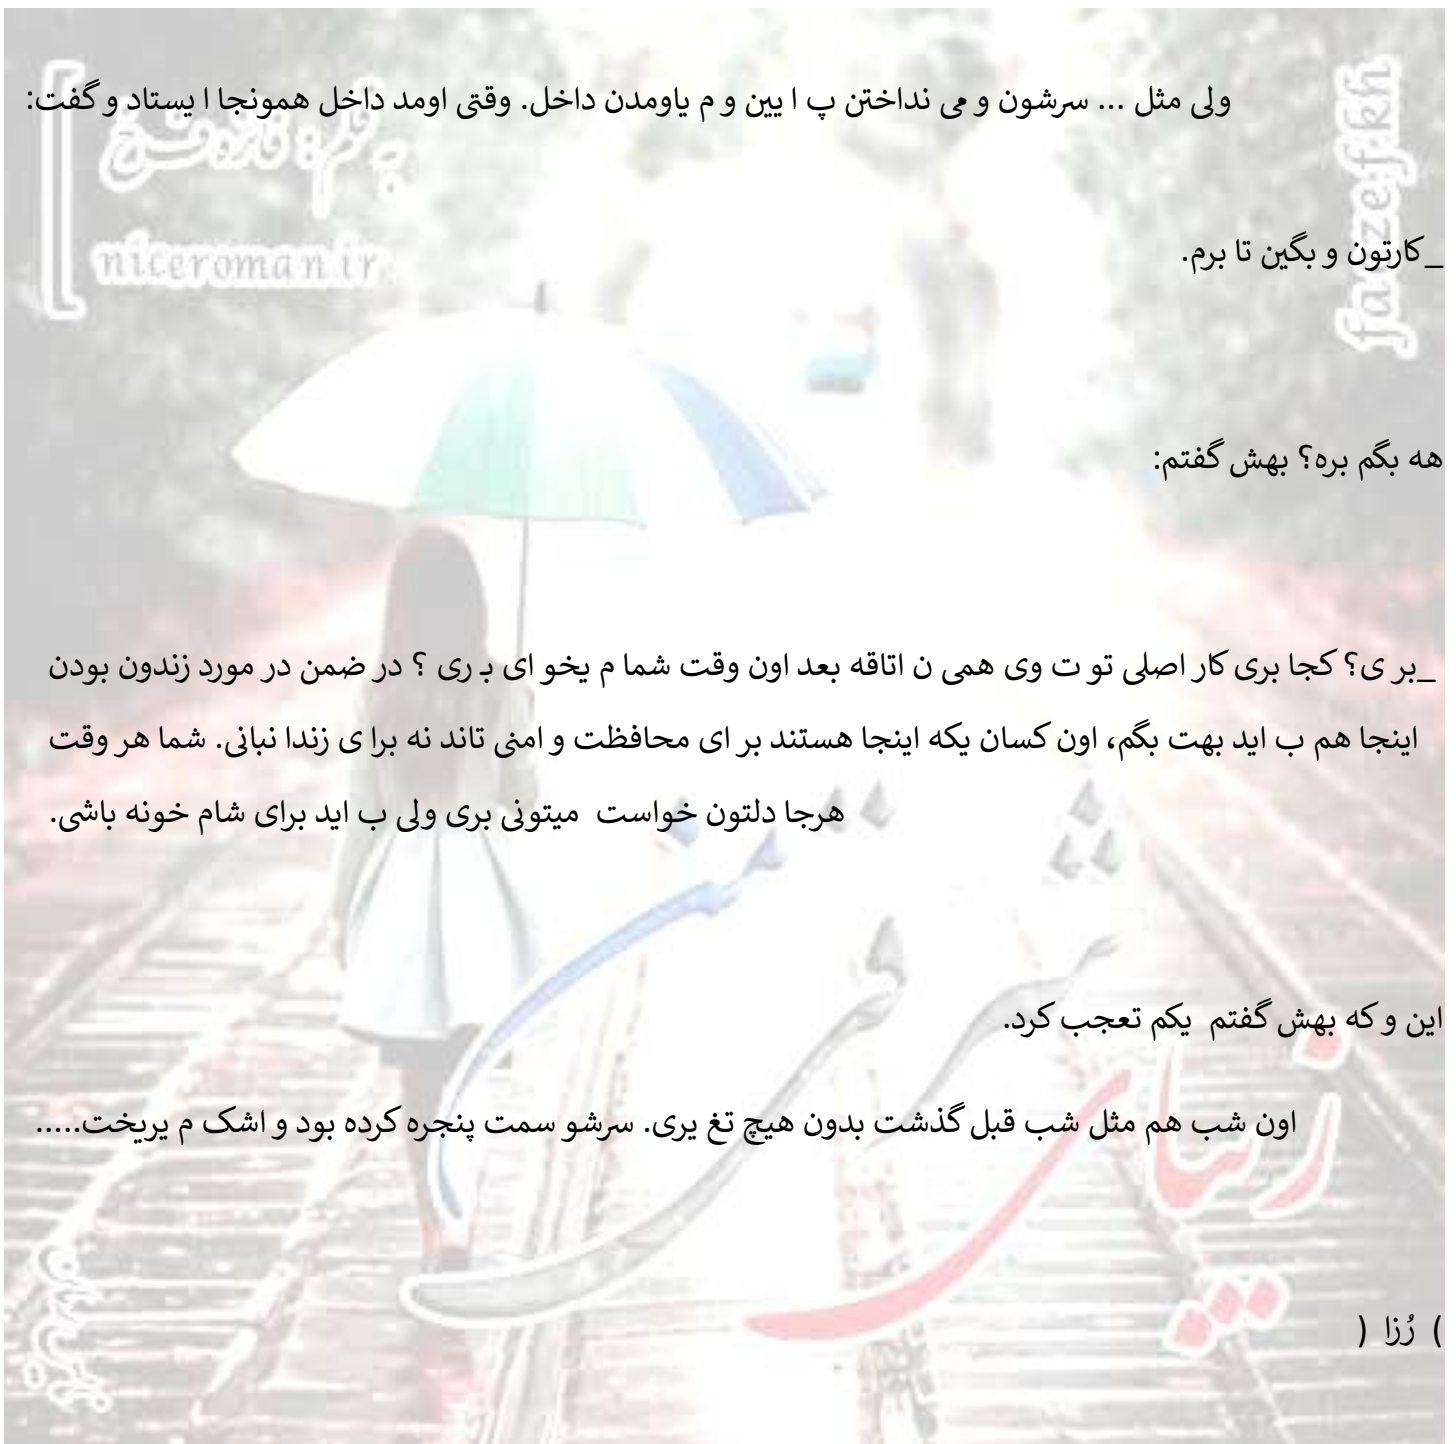 ولی مثل ... سرشون و می نداختن پ ا یین و م یاومدن داخل. وقتی اومد داخل همونجا ا یستاد و گفت:
niceroman.ir
_کارتون و بگین تا برم.
هه بگم بره؟ بهش گفتم:
_بر ی؟ کجا بری کار اصلی تو ت وی همی ن اتاقه بعد اون وقت شما م یخو ای بـ ری ؟ در ضمن در مورد زندون بودن
اینجا هم ب اید بهت بگم، اون کسان یکه اینجا هستند بر ای محافظت و امنی تاند نه برا ی زندا نبانی. شما هر وقت
هرجا دلتون خواست میتونی بری ولی ب اید برای شام خونه باشی.
این و که بهش گفتم یکم تعجب کرد.
اون شب هم مثل شب قبل گذشت بدون هیچ تغ یری. سرشو سمت پنجره کرده بود و اشک م یریخت.....
زیبای
شرقی
من
) رُزا (